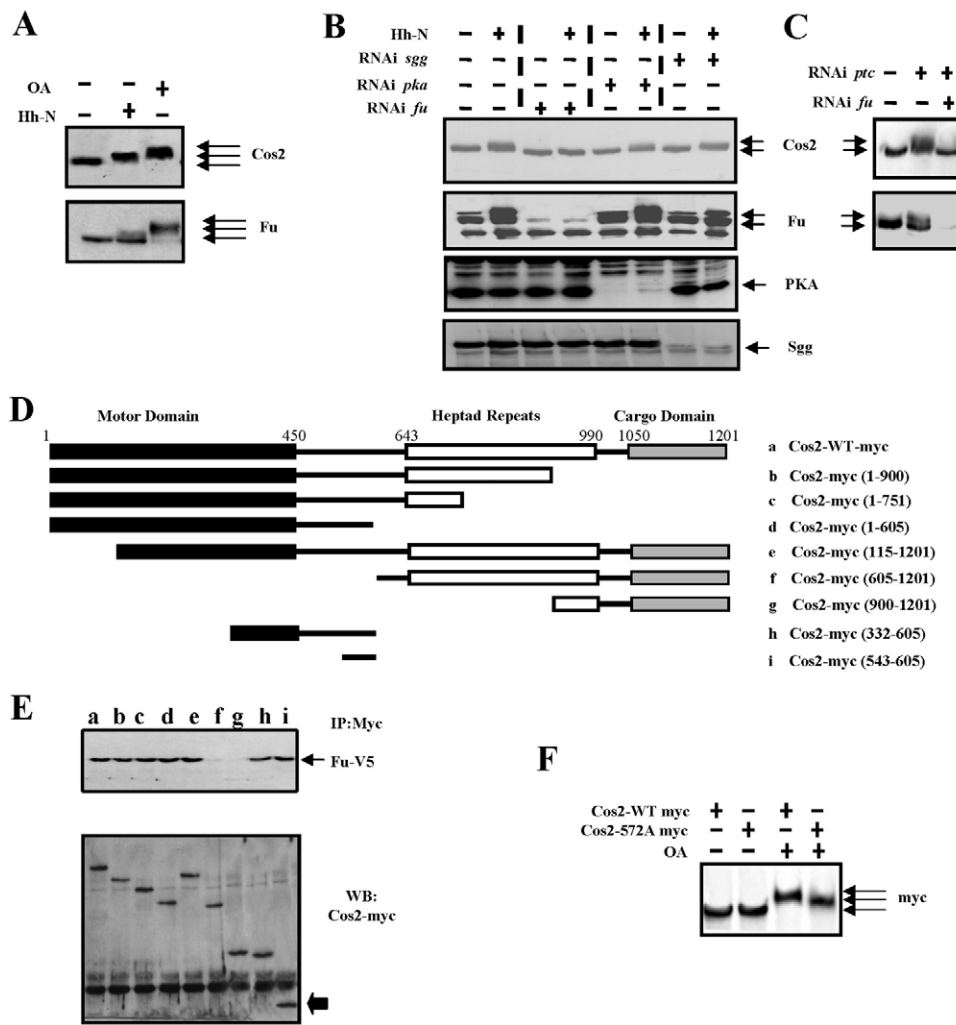 A
OA - - +
Hh-N - + -
Cos2
Fu
B
Hh-N - + - + - + - +
RNAi sgg - - - - - - + +
RNAi pka - - - - + + - -
RNAi fu - - + + - - - -
Cos2
Fu
PKA
Sgg
C
RNAi ptc - + +
RNAi fu - - +
D
Motor Domain Heptad Repeats Cargo Domain
1 450 643 990 1050 1201
a Cos2-WT-myc
b Cos2-myc (1-900)
c Cos2-myc (1-751)
d Cos2-myc (1-605)
e Cos2-myc (115-1201)
f Cos2-myc (605-1201)
g Cos2-myc (900-1201)
h Cos2-myc (332-605)
i Cos2-myc (543-605)
E
a b c d e f g h i IP:Myc
Fu-V5
WB:
Cos2-myc
F
Cos2-WT myc + - + -
Cos2-572A myc - + - +
OA - - + +
myc